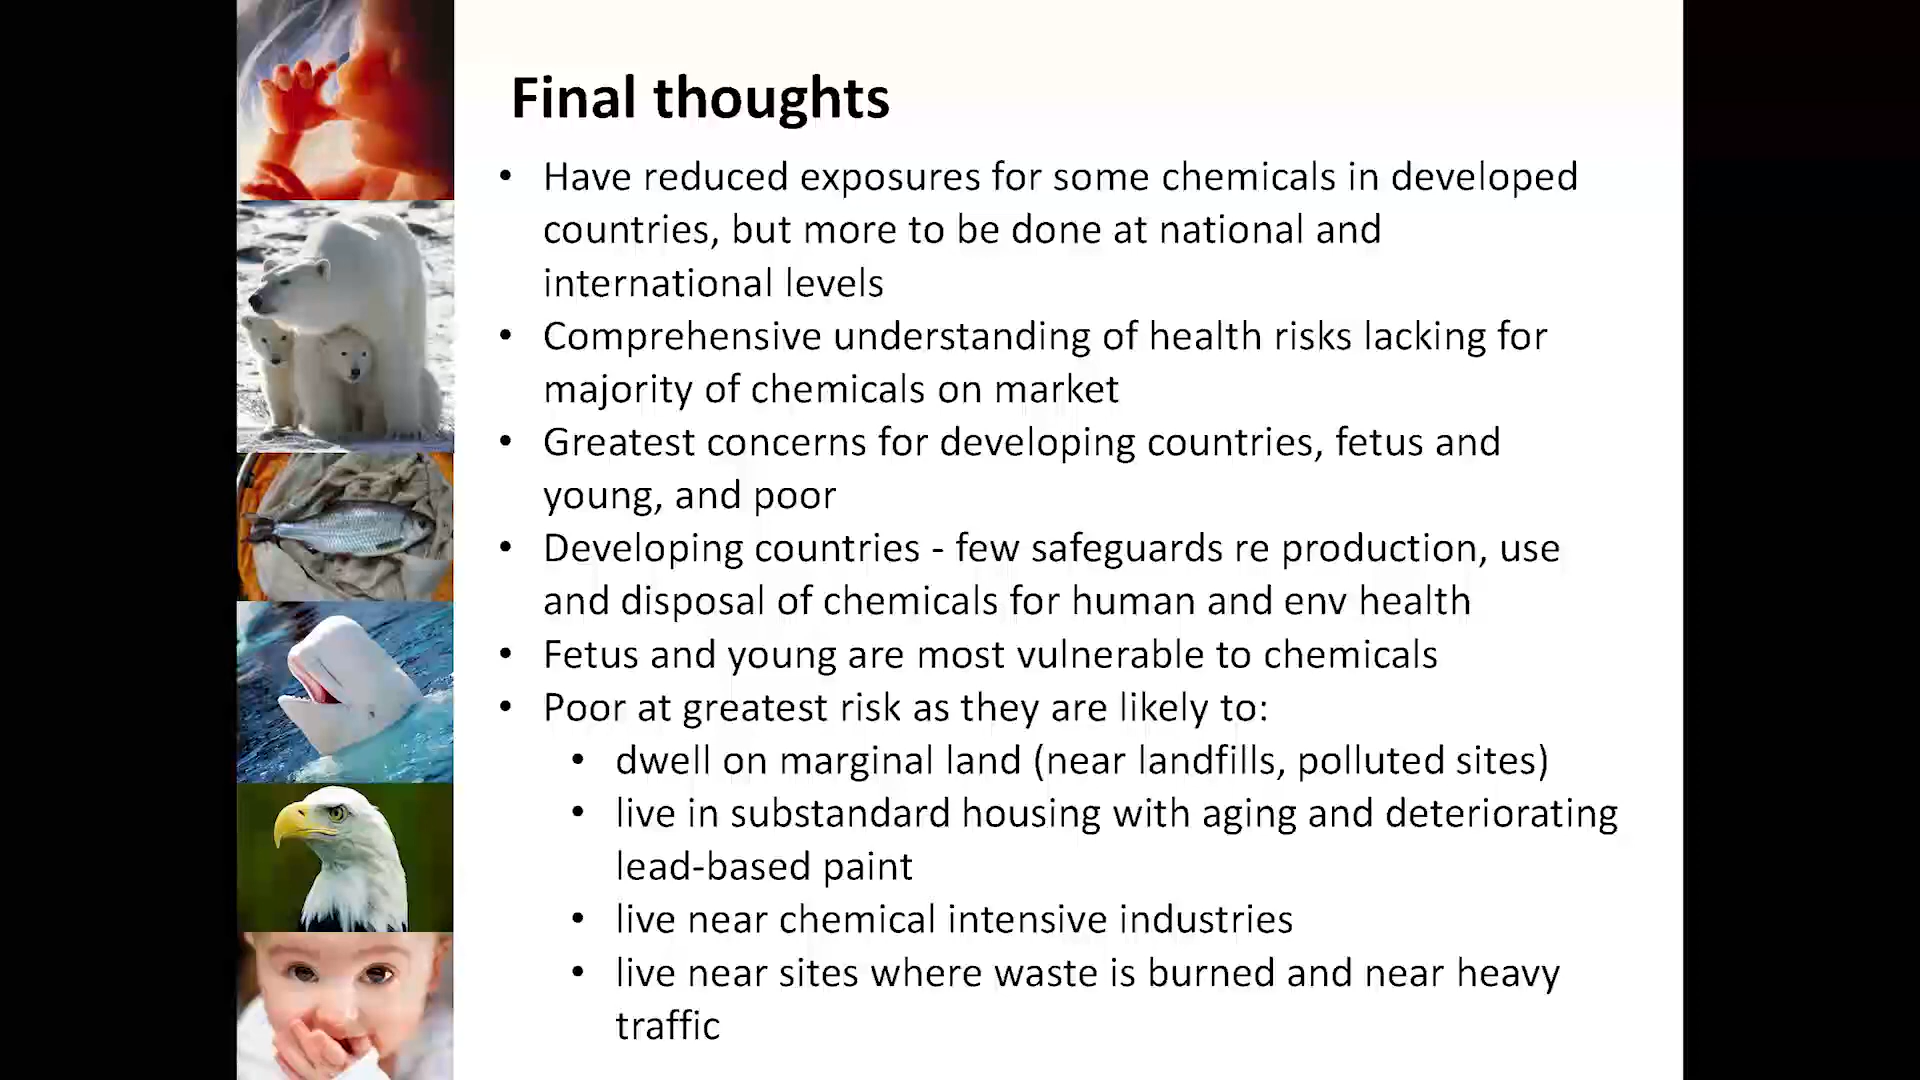 Final thoughts
• Have reduced exposures for some chemicals in developed
countries, but more to be done at national and
international levels
• Comprehensive understanding of health risks lacking for
majority of chemicals on market
• Greatest concerns for developing countries, fetus and
young, and poor
• Developing countries - few safeguards re production, use
and disposal of chemicals for human and env health
• Fetus and young are most vulnerable to chemicals
• Poor at greatest risk as they are likely to:
• dwell on marginal land (near landfills, polluted sites)
• live in substandard housing with aging and deteriorating
lead-based paint
• live near chemical intensive industries
• live near sites where waste is burned and near heavy
traffic